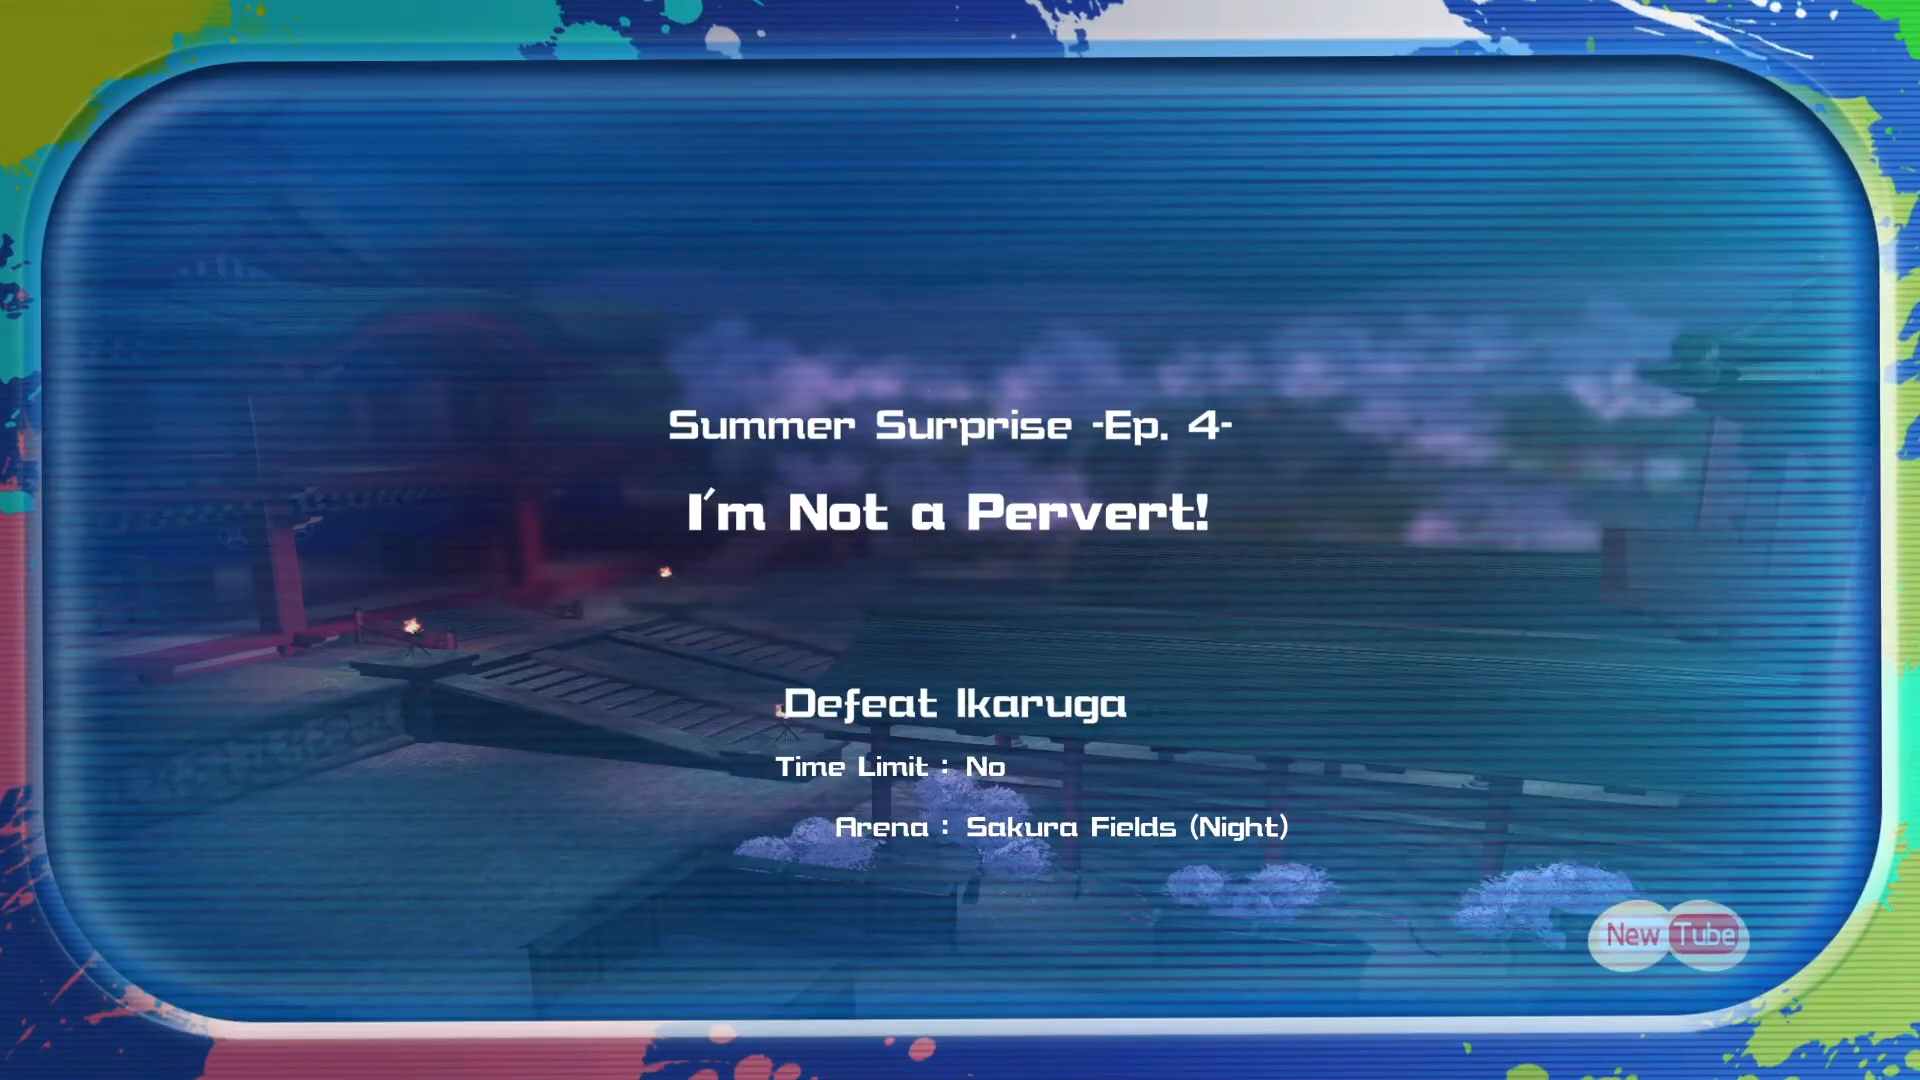 Summer Surprise -Ep. 4-
I'm Not a Pervert!
Defeat Ikaruga
Time Limit : No
Arena : Sakura Fields (Night)
New Tube